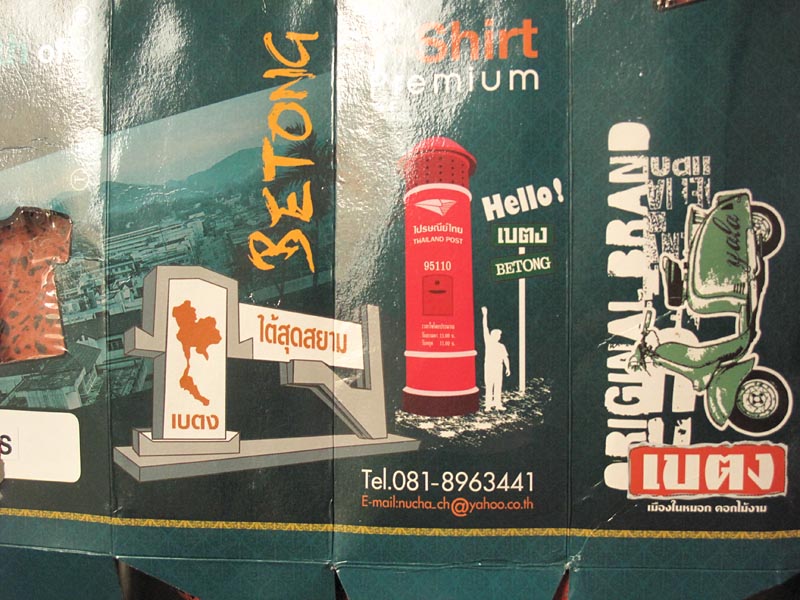 BETONG
ใต้สุดสยาม
เบตง
T-Shirt
Premium
ไปรษณีย์ไทย
THAILAND POST
95110
Hello!
เบตง
BETONG
Tel.081-8963441
E-mail:nucha_ch@yahoo.co.th
ORIGINAL BRAND
yala
เบตง
เมืองในหมอก ดอกไม้งาม
S